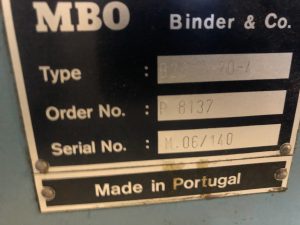 MBO Binder & Co.
Type :
Order No. : P 8137
Serial No. : M.06/140
Made in Portugal